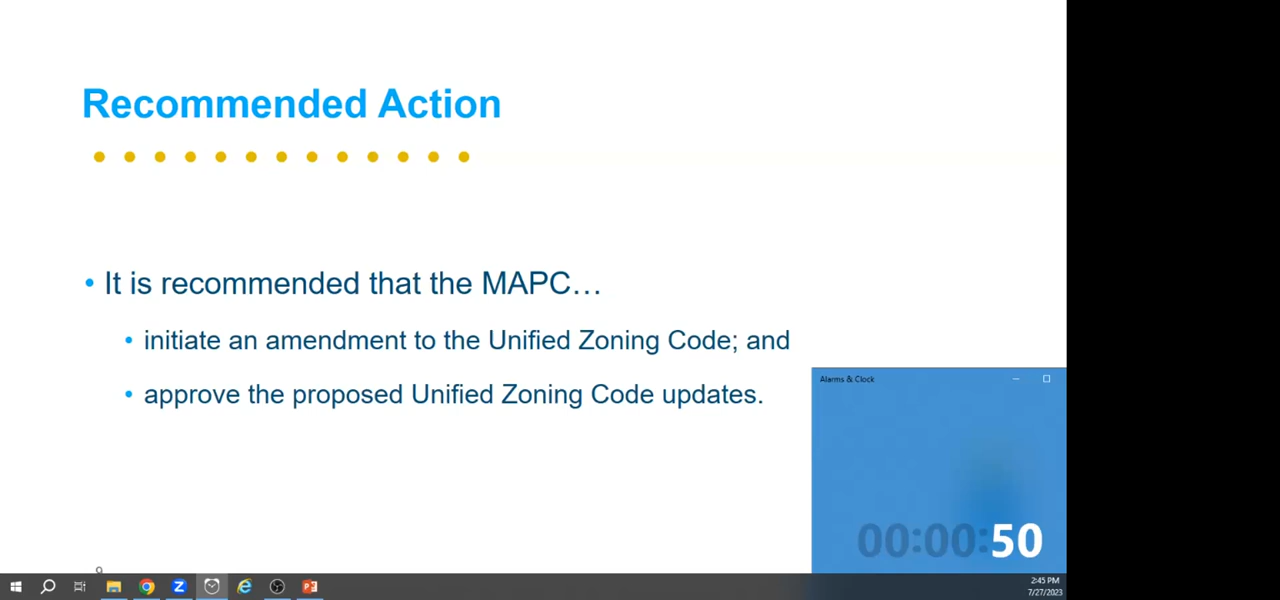 Recommended Action
• It is recommended that the MAPC…
• initiate an amendment to the Unified Zoning Code; and
• approve the proposed Unified Zoning Code updates.
Alarms & Clock
00:00:50
9
2:45 PM
7/27/2023